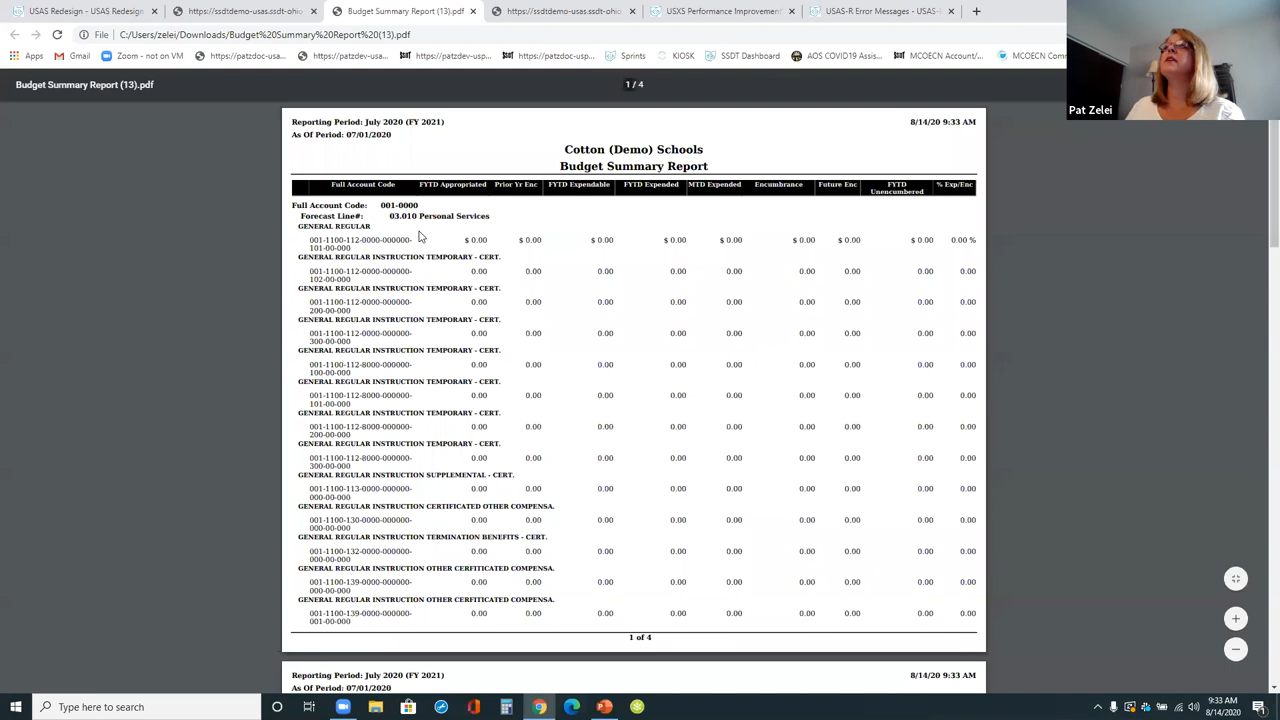 USAS Redesign - USAS Redesign
https://ssdtdemo-usas.ssdt-ohio
Budget Summary Report (13).pdf
https://ssdtdemo-usas.ssdt-ohio
USXS Performance Improvement
USAS-R Error Messages - USAS-
File | C:/Users/zelei/Downloads/Budget%20Summary%20Report%20(13).pdf
Apps
Gmail
Zoom - not on VM
https://patzdoc-usa...
https://patzdev-usa...
https://patzdev-usp...
https://patzdoc-usp...
Sprints
KIOSK
SSDT Dashboard
AOS COVID19 Assis...
MCOECN Account/...
MCOECN Com
Pat Zelei
Budget Summary Report (13).pdf
1 / 4
Reporting Period: July 2020 (FY 2021)
8/14/20 9:33 AM
As Of Period: 07/01/2020
Cotton (Demo) Schools
Budget Summary Report
Full Account Code FYTD Appropriated Prior Yr Enc FYTD Expendable FYTD Expended MTD Expended Encumbrance Future Enc FYTD Unencumbered % Exp/Enc
Full Account Code: 001-0000
Forecast Line#: 03.010 Personal Services
GENERAL REGULAR
001-1100-112-0000-000000- $ 0.00 $ 0.00 $ 0.00 $ 0.00 $ 0.00 $ 0.00 $ 0.00 $ 0.00 0.00 %
101-00-000
GENERAL REGULAR INSTRUCTION TEMPORARY - CERT.
001-1100-112-0000-000000- 0.00 0.00 0.00 0.00 0.00 0.00 0.00 0.00 0.00
102-00-000
GENERAL REGULAR INSTRUCTION TEMPORARY - CERT.
001-1100-112-0000-000000- 0.00 0.00 0.00 0.00 0.00 0.00 0.00 0.00 0.00
200-00-000
GENERAL REGULAR INSTRUCTION TEMPORARY - CERT.
001-1100-112-0000-000000- 0.00 0.00 0.00 0.00 0.00 0.00 0.00 0.00 0.00
300-00-000
GENERAL REGULAR INSTRUCTION TEMPORARY - CERT.
001-1100-112-8000-000000- 0.00 0.00 0.00 0.00 0.00 0.00 0.00 0.00 0.00
100-00-000
GENERAL REGULAR INSTRUCTION TEMPORARY - CERT.
001-1100-112-8000-000000- 0.00 0.00 0.00 0.00 0.00 0.00 0.00 0.00 0.00
101-00-000
GENERAL REGULAR INSTRUCTION TEMPORARY - CERT.
001-1100-112-8000-000000- 0.00 0.00 0.00 0.00 0.00 0.00 0.00 0.00 0.00
200-00-000
GENERAL REGULAR INSTRUCTION TEMPORARY - CERT.
001-1100-112-8000-000000- 0.00 0.00 0.00 0.00 0.00 0.00 0.00 0.00 0.00
300-00-000
GENERAL REGULAR INSTRUCTION SUPPLEMENTAL - CERT.
001-1100-113-0000-000000- 0.00 0.00 0.00 0.00 0.00 0.00 0.00 0.00 0.00
000-00-000
GENERAL REGULAR INSTRUCTION CERTIFICATED OTHER COMPENSA.
001-1100-130-0000-000000- 0.00 0.00 0.00 0.00 0.00 0.00 0.00 0.00 0.00
000-00-000
GENERAL REGULAR INSTRUCTION TERMINATION BENEFITS - CERT.
001-1100-132-0000-000000- 0.00 0.00 0.00 0.00 0.00 0.00 0.00 0.00 0.00
000-00-000
GENERAL REGULAR INSTRUCTION OTHER CERFITICATED COMPENSA.
001-1100-139-0000-000000- 0.00 0.00 0.00 0.00 0.00 0.00 0.00 0.00 0.00
000-00-000
GENERAL REGULAR INSTRUCTION OTHER CERFITICATED COMPENSA.
001-1100-139-0000-000000- 0.00 0.00 0.00 0.00 0.00 0.00 0.00 0.00 0.00
001-00-000
1 of 4
Reporting Period: July 2020 (FY 2021)
8/14/20 9:33 AM
As Of Period: 07/01/2020
Type here to search
9:33 AM
8/14/2020